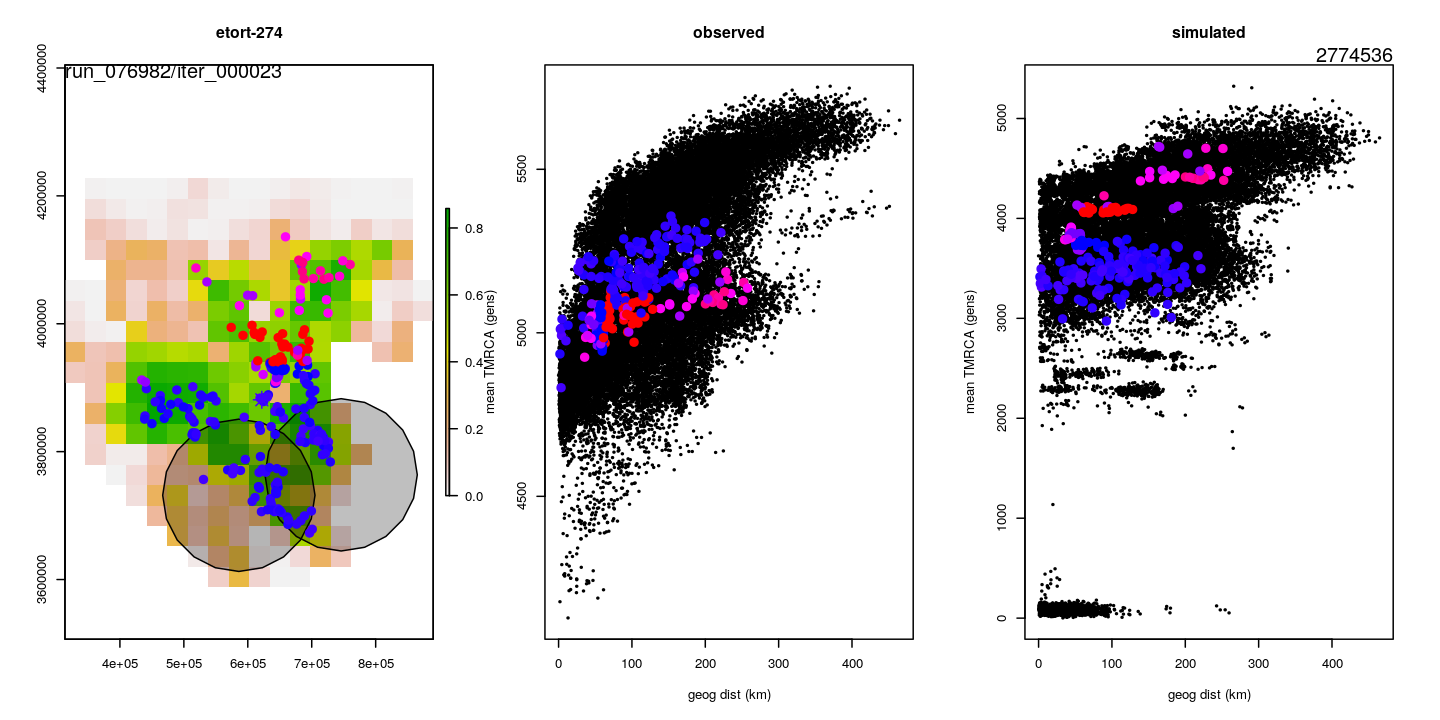 etort-274
run_076982/iter_000023
4400000
4200000
4000000
3800000
3600000
4e+05 5e+05 6e+05 7e+05 8e+05
0.8
0.6
0.4
0.2
0.0
observed
mean TMRCA (gens)
5500
5000
4500
0 100 200 300 400
geog dist (km)
simulated
2774536
mean TMRCA (gens)
5000
4000
3000
2000
1000
0
0 100 200 300 400
geog dist (km)